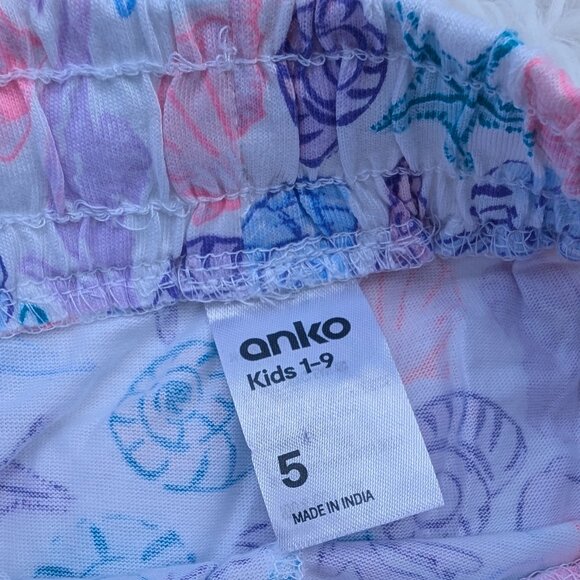 anko
Kids 1-9
5
MADE IN INDIA